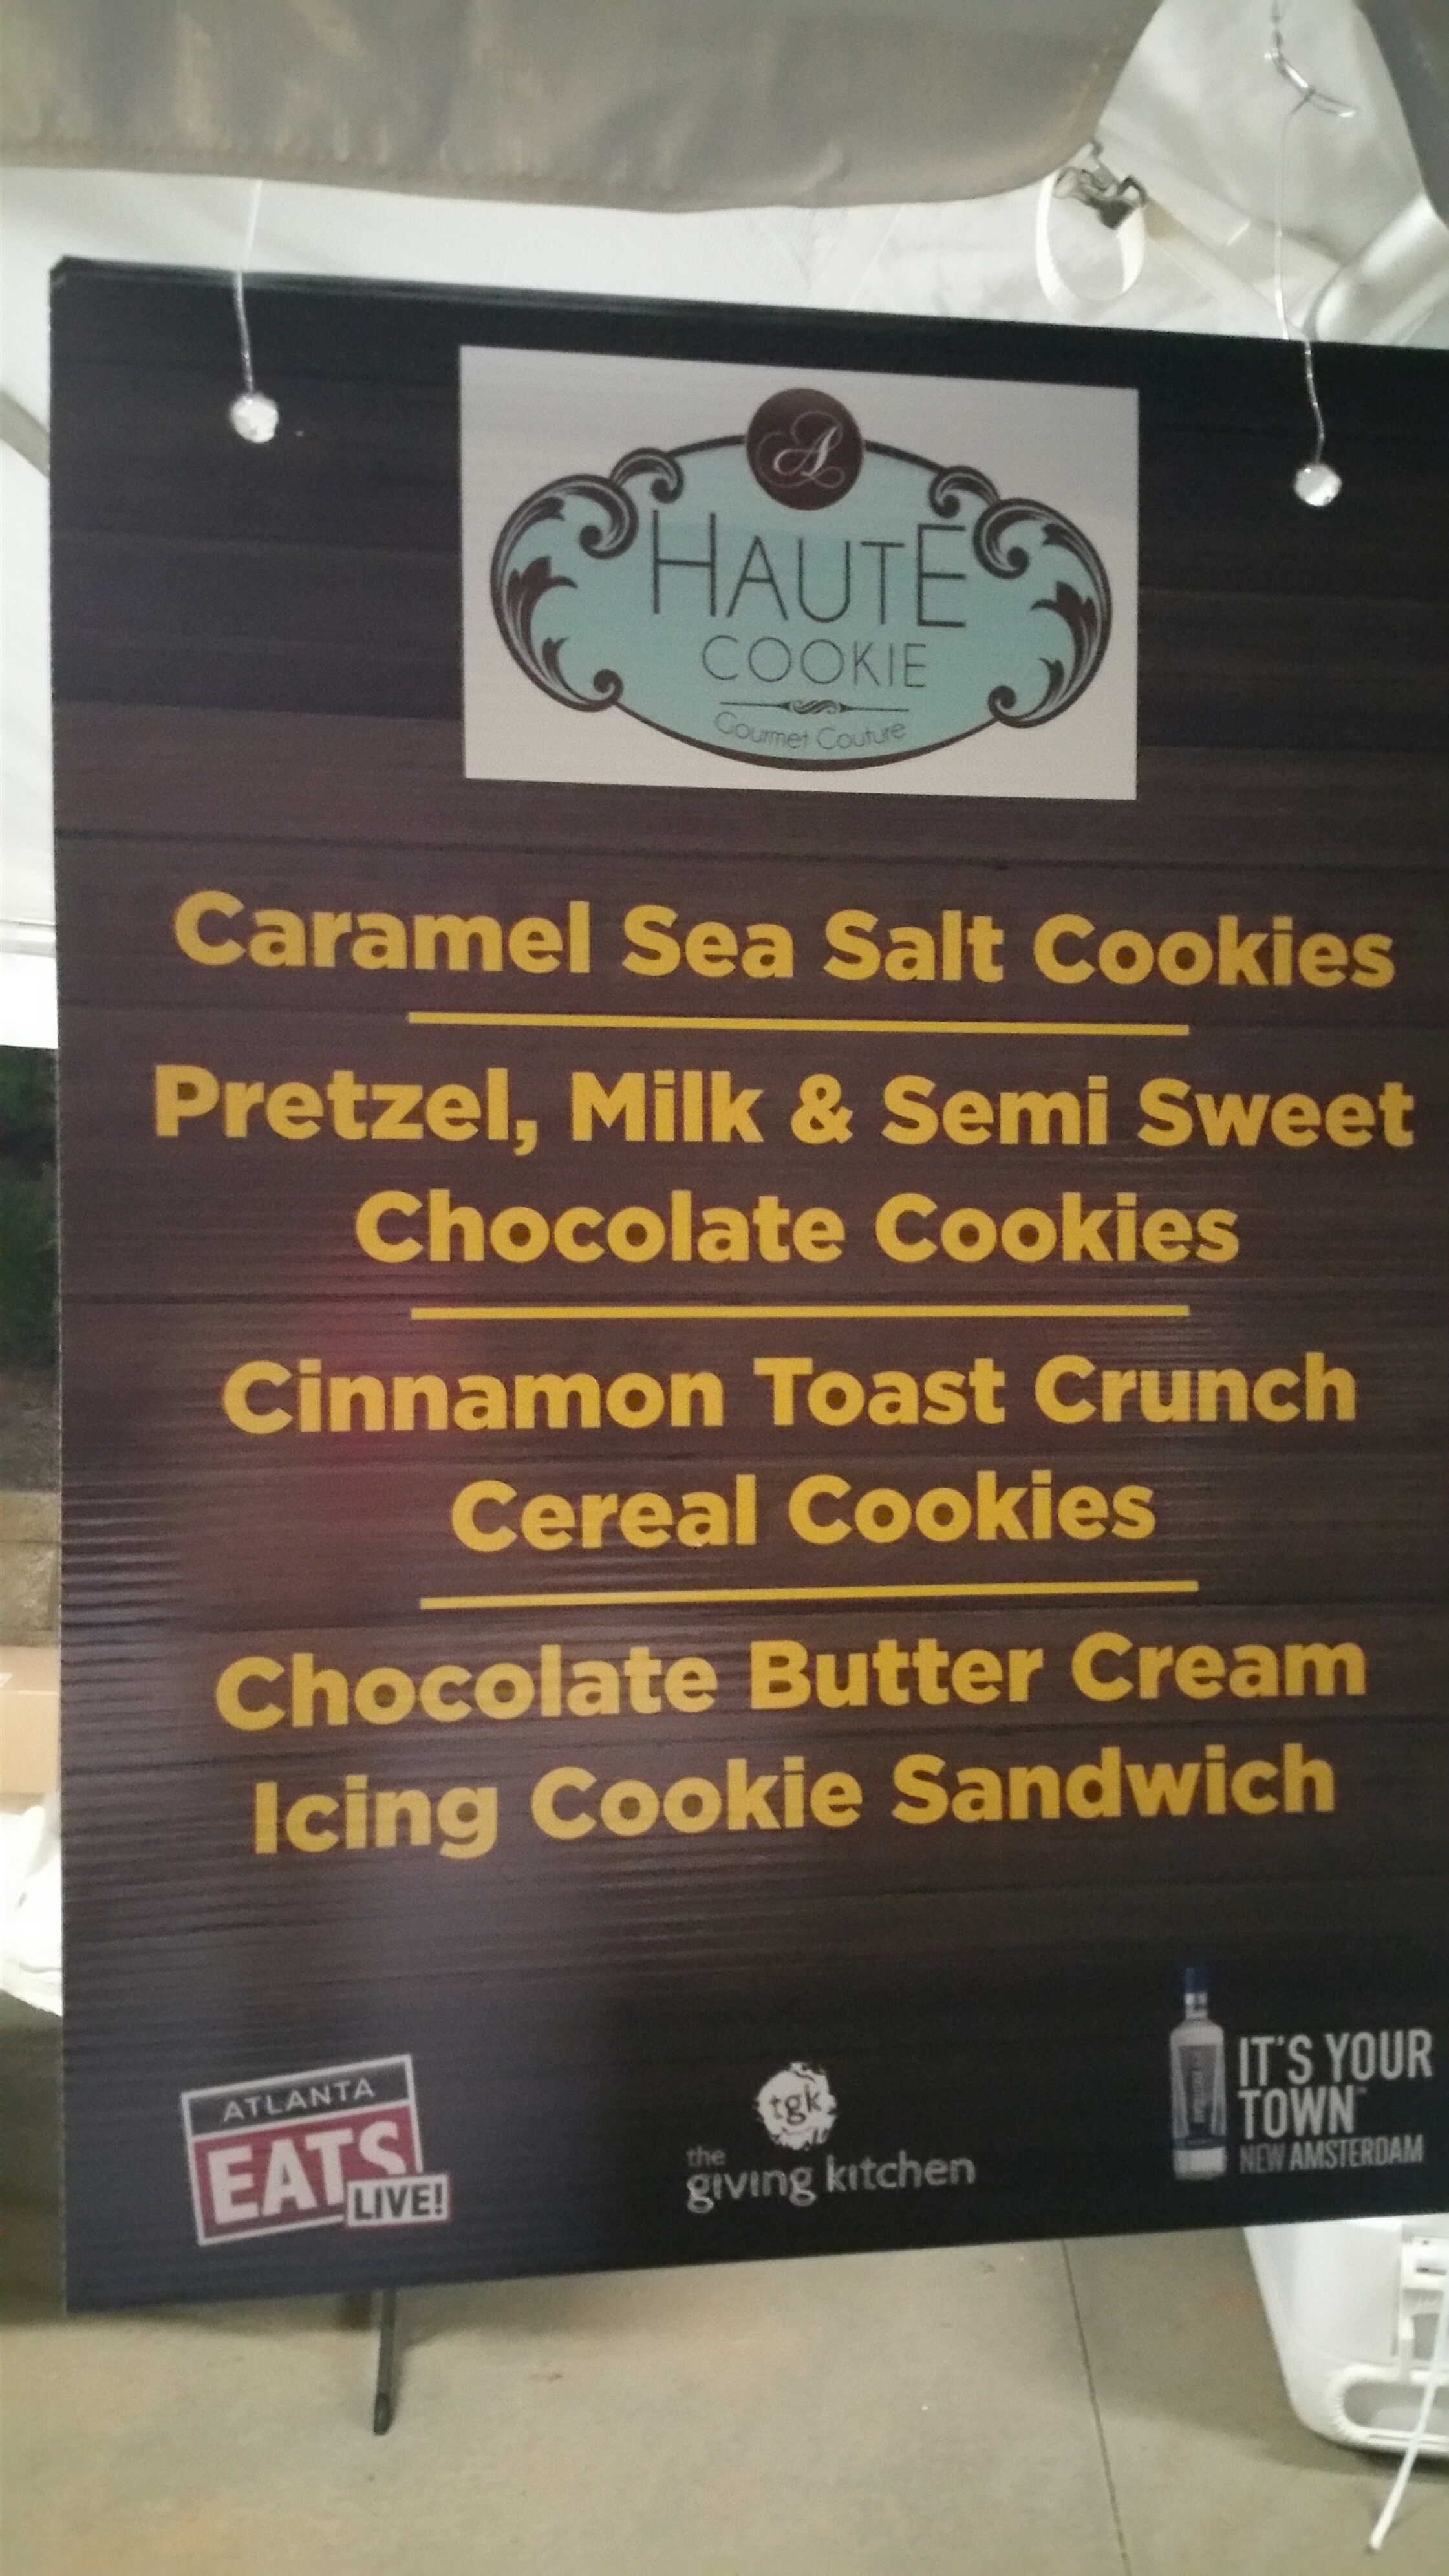 A
HAUTE
COOKIE
Gourmet Couture
Caramel Sea Salt Cookies
Pretzel, Milk & Semi Sweet
Chocolate Cookies
Cinnamon Toast Crunch
Cereal Cookies
Chocolate Butter Cream
Icing Cookie Sandwich
ATLANTA
EATS
LIVE!
tgk
the
giving kitchen
IT'S YOUR
TOWN™
NEW AMSTERDAM